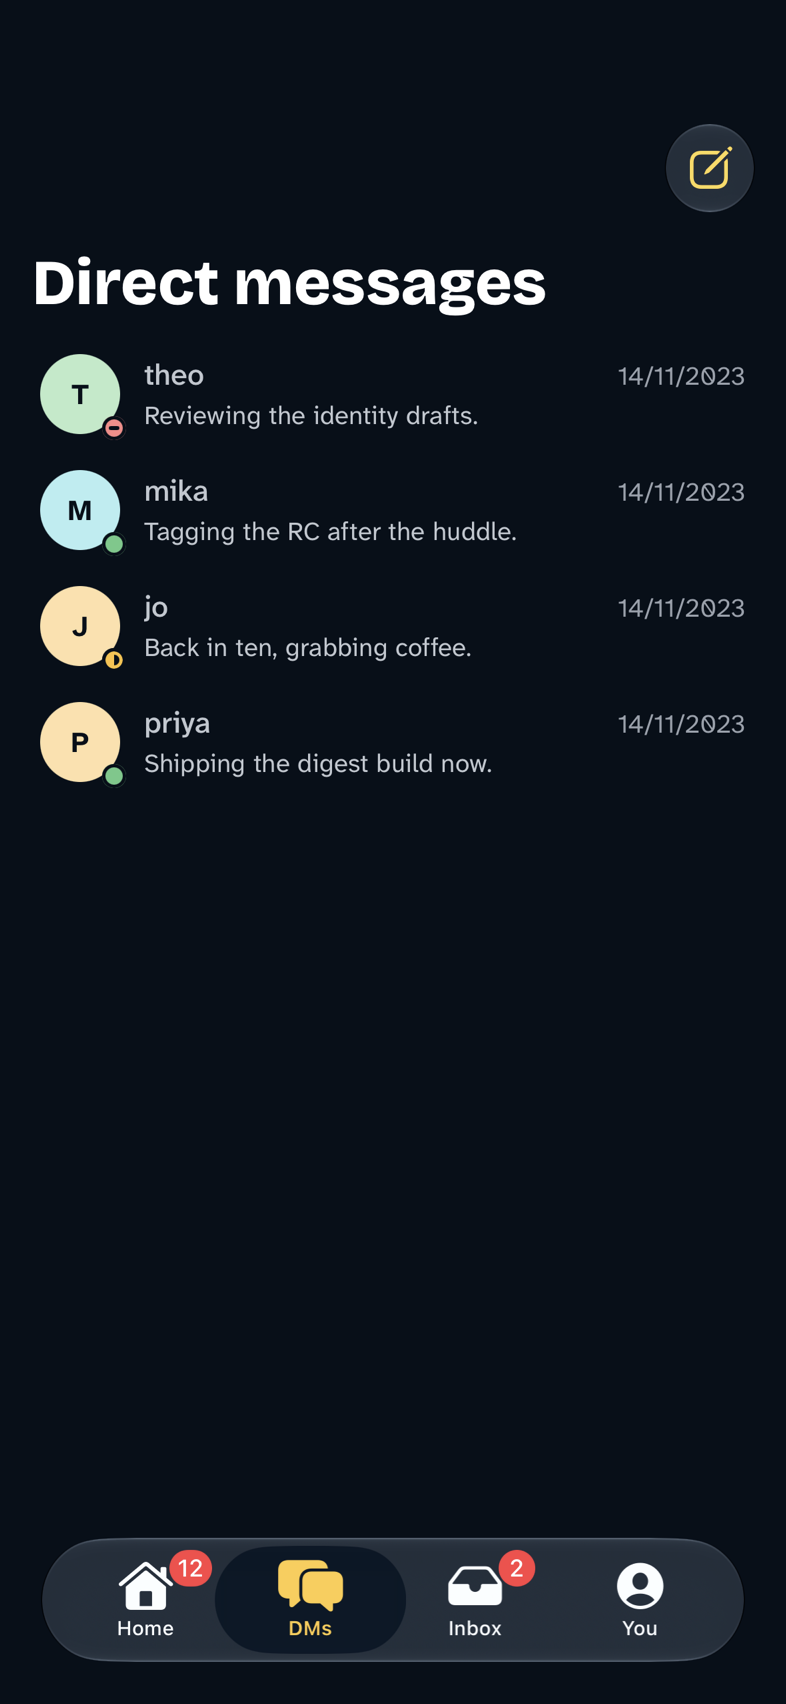 Direct messages
T
theo
14/11/2023
Reviewing the identity drafts.
M
mika
14/11/2023
Tagging the RC after the huddle.
J
jo
14/11/2023
Back in ten, grabbing coffee.
P
priya
14/11/2023
Shipping the digest build now.
12
Home
DMs
2
Inbox
You